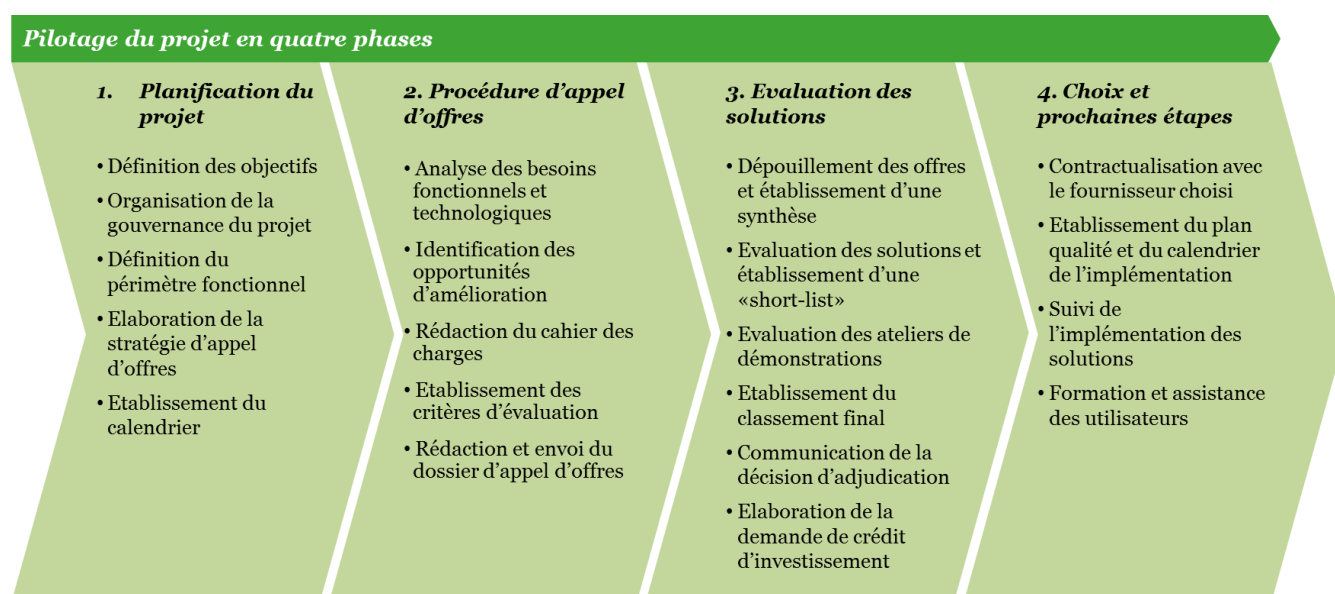 Pilotage du projet en quatre phases
1. Planification du
projet
• Définition des objectifs
• Organisation de la
gouvernance du projet
• Définition du
périmètre fonctionnel
• Elaboration de la
stratégie d’appel
d’offres
• Etablissement du
calendrier
2. Procédure d’appel
d’offres
• Analyse des besoins
fonctionnels et
technologiques
• Identification des
opportunités
d’amélioration
• Rédaction du cahier des
charges
• Etablissement des
critères d’évaluation
• Rédaction et envoi du
dossier d’appel d’offres
3. Evaluation des
solutions
• Dépouillement des offres
et établissement d’une
synthèse
• Evaluation des solutions et
établissement d’une
«short-list»
• Evaluation des ateliers de
démonstrations
• Etablissement du
classement final
• Communication de la
décision d’adjudication
• Elaboration de la
demande de crédit
d’investissement
4. Choix et
prochaines étapes
• Contractualisation avec
le fournisseur choisi
• Etablissement du plan
qualité et du calendrier
de l’implémentation
• Suivi de
l’implémentation des
solutions
• Formation et assistance
des utilisateurs